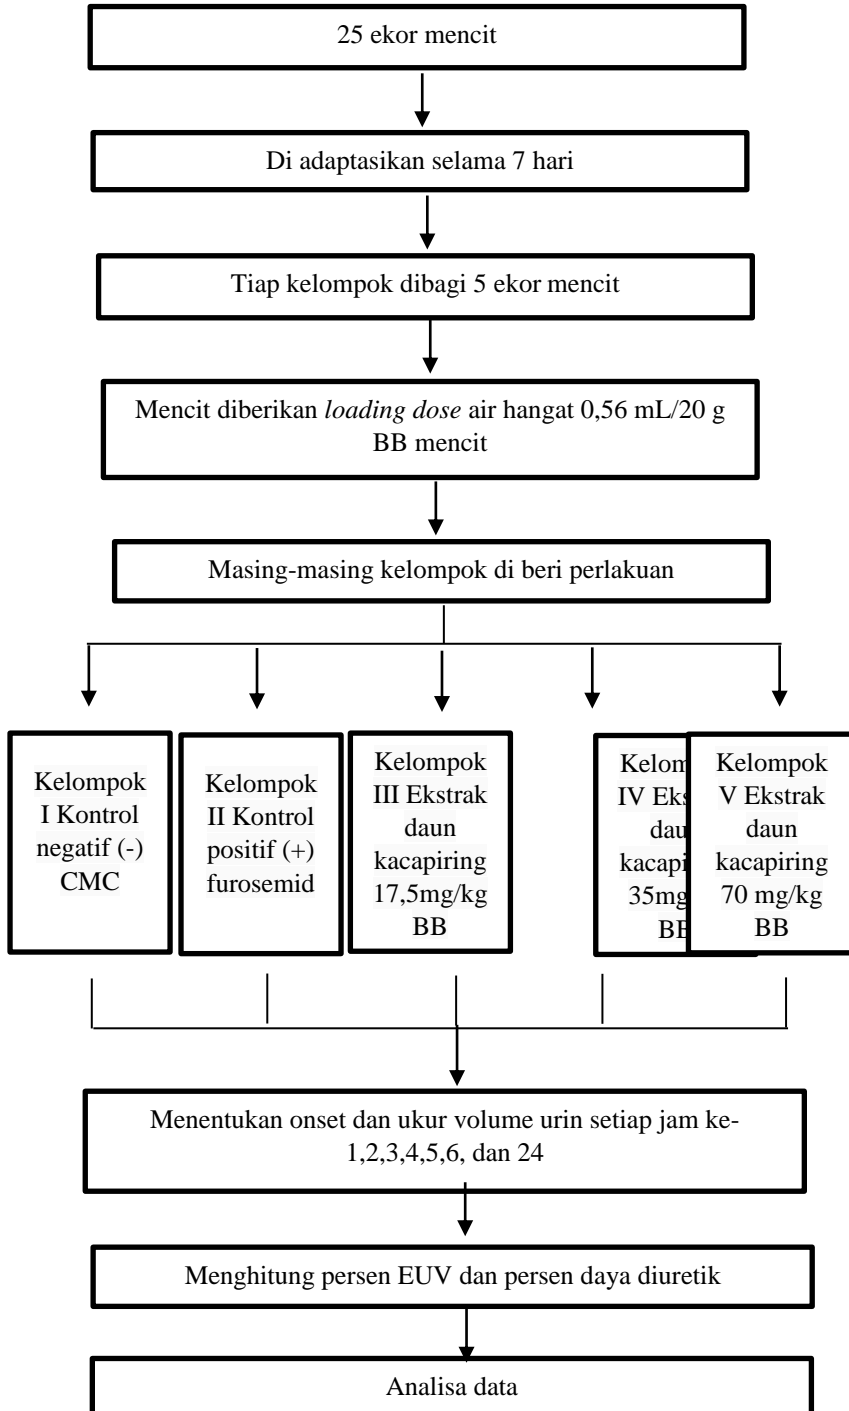 25 ekor mencit
Di adaptasikan selama 7 hari
Tiap kelompok dibagi 5 ekor mencit
Mencit diberikan loading dose air hangat 0,56 mL/20 g
BB mencit
Masing-masing kelompok di beri perlakuan
Kelompok
I Kontrol
negatif (-)
CMC
Kelompok
II Kontrol
positif (+)
furosemid
Kelompok
III Ekstrak
daun
kacapiring
17,5mg/kg
BB
IV
35mg
Kelompok
V Ekstrak
daun
kacapiring
70 mg/kg
BB
Menentukan onset dan ukur volume urin setiap jam ke-
1,2,3,4,5,6, dan 24
Menghitung persen EUV dan persen daya diuretik
Analisa data